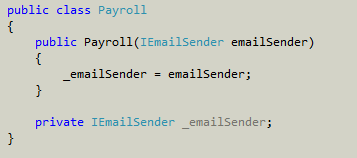 public class Payroll
{
    public Payroll(IEmailSender emailSender)
    {
        _emailSender = emailSender;
    }

    private IEmailSender _emailSender;
}